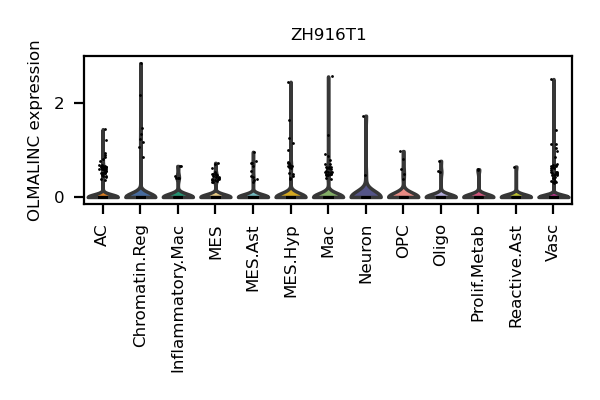 ZH916T1
OLMALINC expression
2
0
AC
Chromatin.Reg
Inflammatory.Mac
MES
MES.Ast
MES.Hyp
Mac
Neuron
OPC
Oligo
Prolif.Metab
Reactive.Ast
Vasc